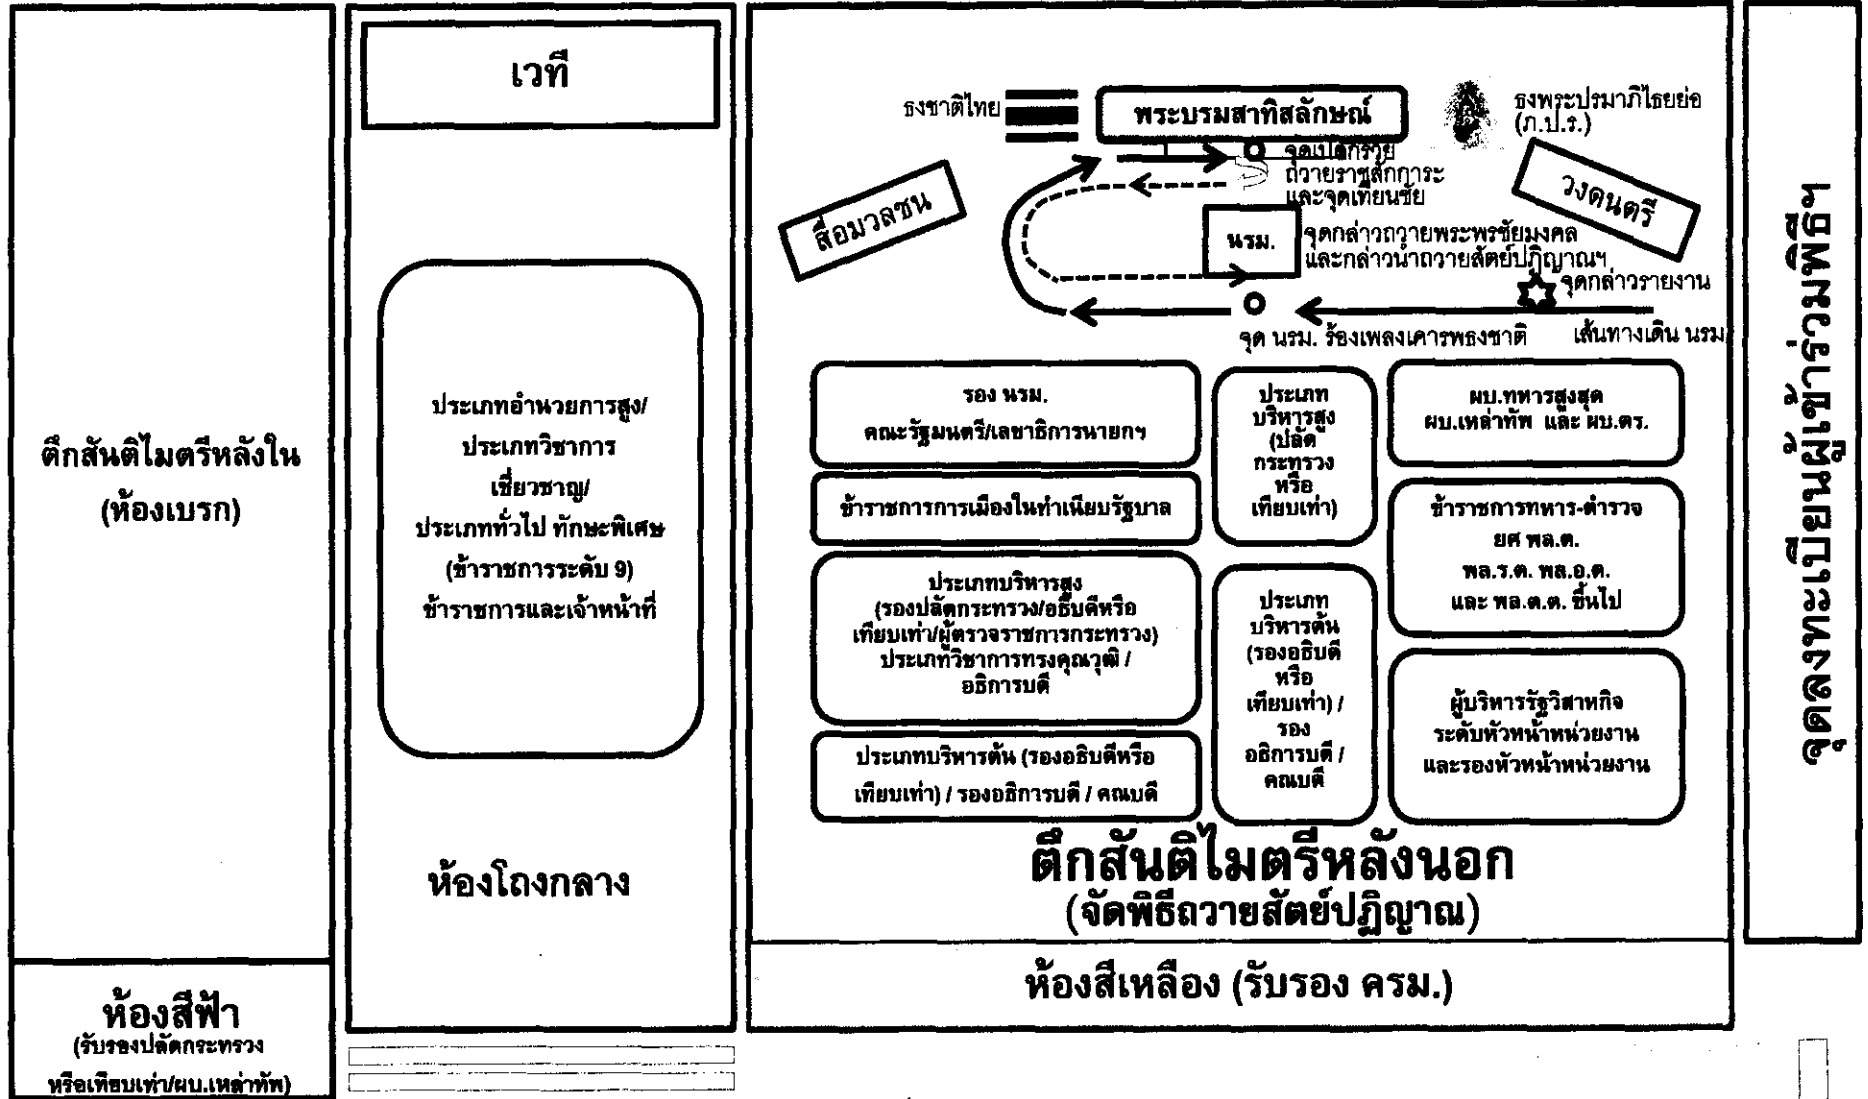 ตึกสันติไมตรีหลังใน
(ห้องเบรก)
ห้องสีฟ้า
(รับรองปลัดกระทรวง
หรือเทียบเท่า/ผบ.เหล่าทัพ)
เวที
ประเภทอำนวยการสูง/
ประเภทวิชาการ
เชี่ยวชาญ/
ประเภททั่วไป ทักษะพิเศษ
(ข้าราชการระดับ 9)
ข้าราชการและเจ้าหน้าที่
ห้องโถงกลาง
ธงชาติไทย
พระบรมสาทิสลักษณ์
ธงพระปรมาภิไธยย่อ
(ภ.ป.ร.)
จุดเปิดกรวย
ถวายราชสักการะ
และจุดเทียนชัย
สื่อมวลชน
วงดนตรี
นรม.
จุดกล่าวถวายพระพรชัยมงคล
และกล่าวนำถวายสัตย์ปฏิญาณฯ
จุดกล่าวรายงาน
จุด นรม. ร้องเพลงเคารพธงชาติ
เส้นทางเดิน นรม.
รอง นรม.
คณะรัฐมนตรี/เลขาธิการนายกฯ
ข้าราชการการเมืองในทำเนียบรัฐบาล
ประเภทบริหารสูง
(รองปลัดกระทรวง/อธิบดีหรือ
เทียบเท่า/ผู้ตรวจราชการกระทรวง)
ประเภทวิชาการทรงคุณวุฒิ /
อธิการบดี
ประเภทบริหารต้น (รองอธิบดีหรือ
เทียบเท่า) / รองอธิการบดี / คณบดี
ประเภท
บริหารสูง
(ปลัด
กระทรวง
หรือ
เทียบเท่า)
ประเภท
บริหารต้น
(รองอธิบดี
หรือ
เทียบเท่า) /
รอง
อธิการบดี /
คณบดี
ผบ.ทหารสูงสุด
ผบ.เหล่าทัพ และ ผบ.ตร.
ข้าราชการทหาร-ตำรวจ
ยศ พล.ต.
พล.ร.ต. พล.อ.ต.
และ พล.ต.ต. ขึ้นไป
ผู้บริหารรัฐวิสาหกิจ
ระดับหัวหน้าหน่วยงาน
และรองหัวหน้าหน่วยงาน
ตึกสันติไมตรีหลังนอก
(จัดพิธีถวายสัตย์ปฏิญาณ)
ห้องสีเหลือง (รับรอง ครม.)
จุดลงทะเบียนผู้เข้าร่วมพิธีฯ